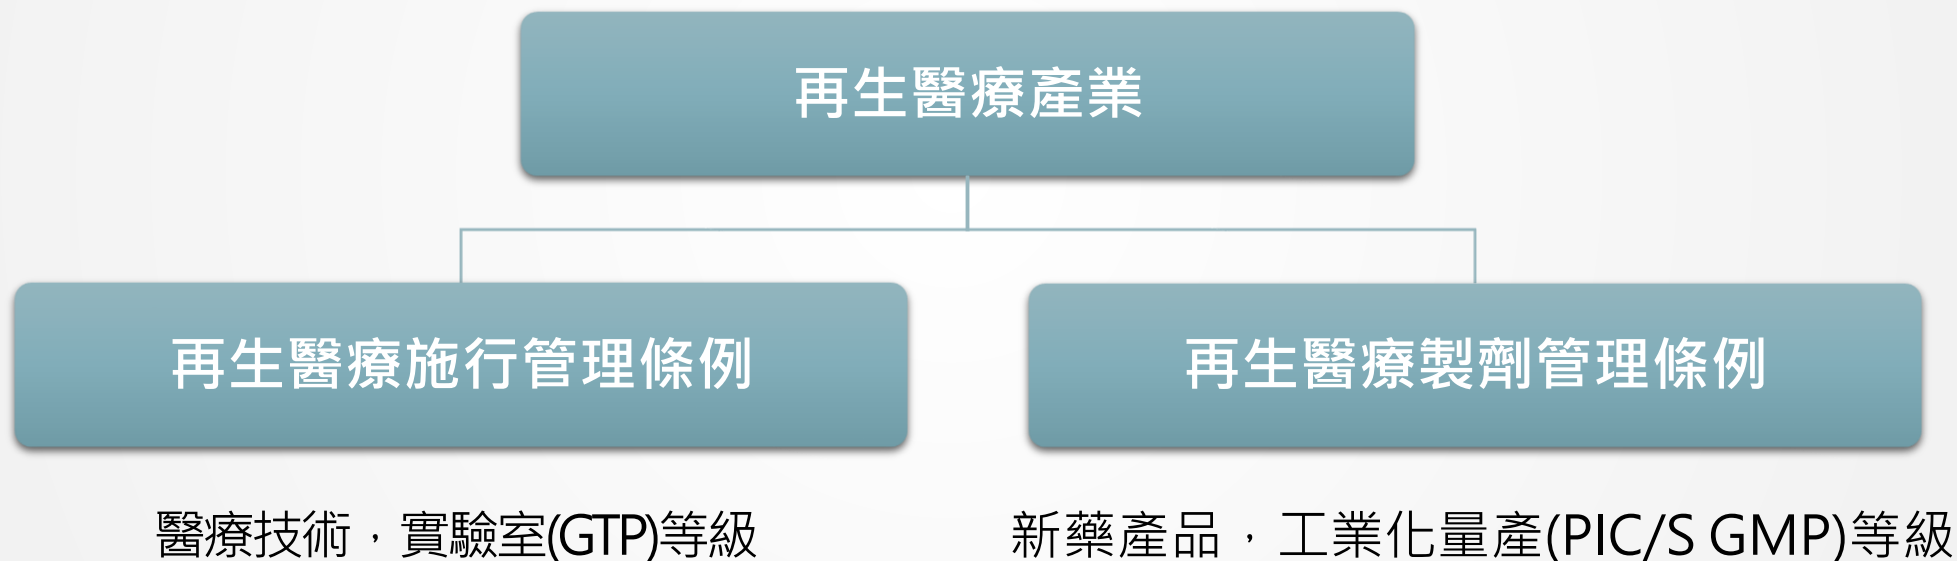 再生醫療產業
再生醫療施行管理條例
再生醫療製劑管理條例
醫療技術，實驗室(GTP)等級
新藥產品，工業化量產(PIC/S GMP)等級